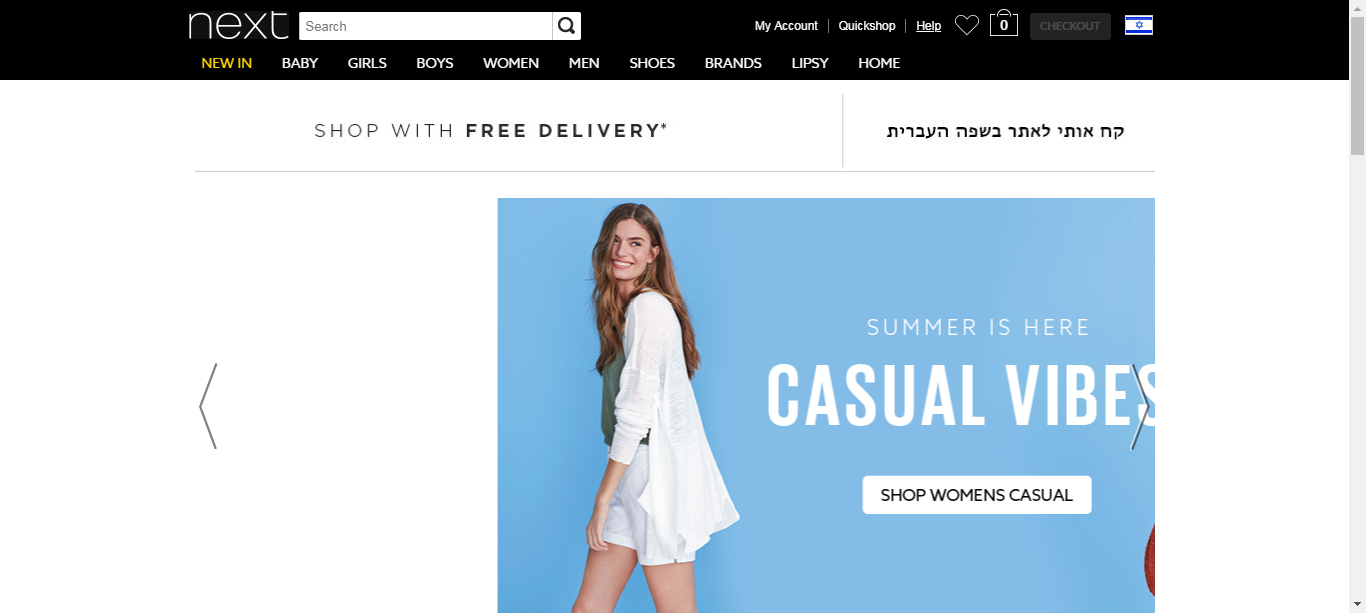 next
Search
My Account
Quickshop
Help
0
CHECKOUT
NEW IN
BABY
GIRLS
BOYS
WOMEN
MEN
SHOES
BRANDS
LIPSY
HOME
SHOP WITH FREE DELIVERY*
קח אותי לאתר בשפה העברית
SUMMER IS HERE
CASUAL VIBES
SHOP WOMENS CASUAL